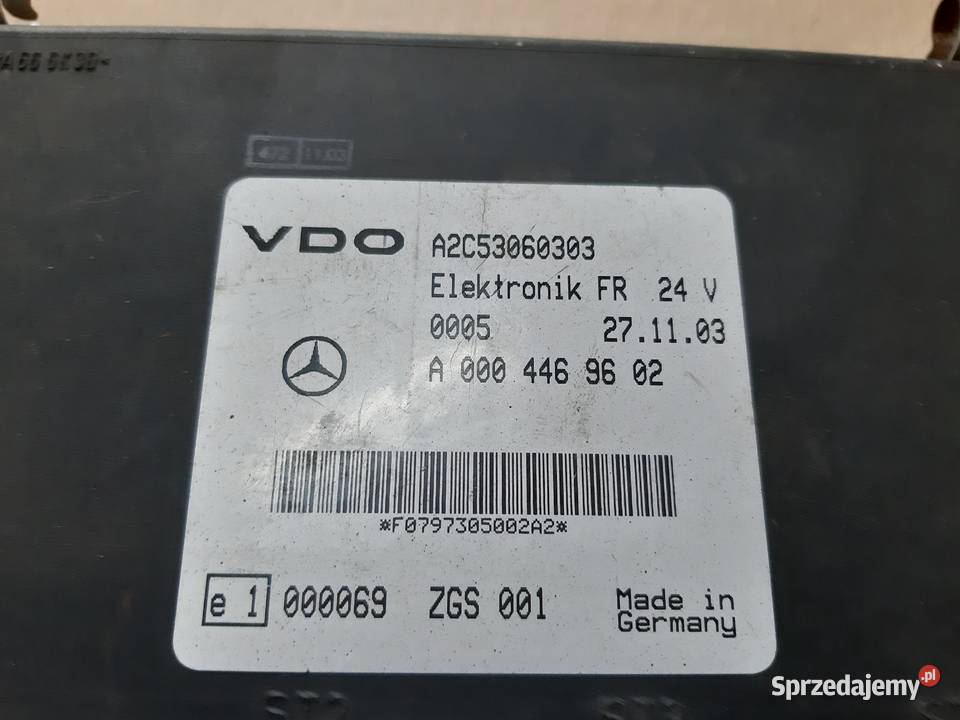 VDO A2C53060303
Elektronik FR 24 V
0005 27.11.03
A 000 446 96 02
*F0797305002A2*
e 1 000069 ZGS 001 Made in
Germany
Sprzedajemy.pl